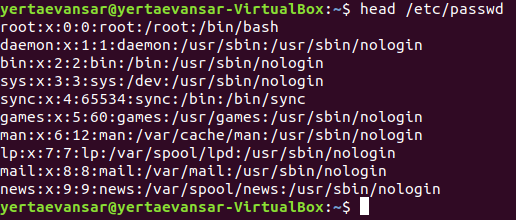 yertaevansar@yertaevansar-VirtualBox:~$ head /etc/passwd
root:x:0:0:root:/root:/bin/bash
daemon:x:1:1:daemon:/usr/sbin:/usr/sbin/nologin
bin:x:2:2:bin:/bin:/usr/sbin/nologin
sys:x:3:3:sys:/dev:/usr/sbin/nologin
sync:x:4:65534:sync:/bin:/bin/sync
games:x:5:60:games:/usr/games:/usr/sbin/nologin
man:x:6:12:man:/var/cache/man:/usr/sbin/nologin
lp:x:7:7:lp:/var/spool/lpd:/usr/sbin/nologin
mail:x:8:8:mail:/var/mail:/usr/sbin/nologin
news:x:9:9:news:/var/spool/news:/usr/sbin/nologin
yertaevansar@yertaevansar-VirtualBox:~$